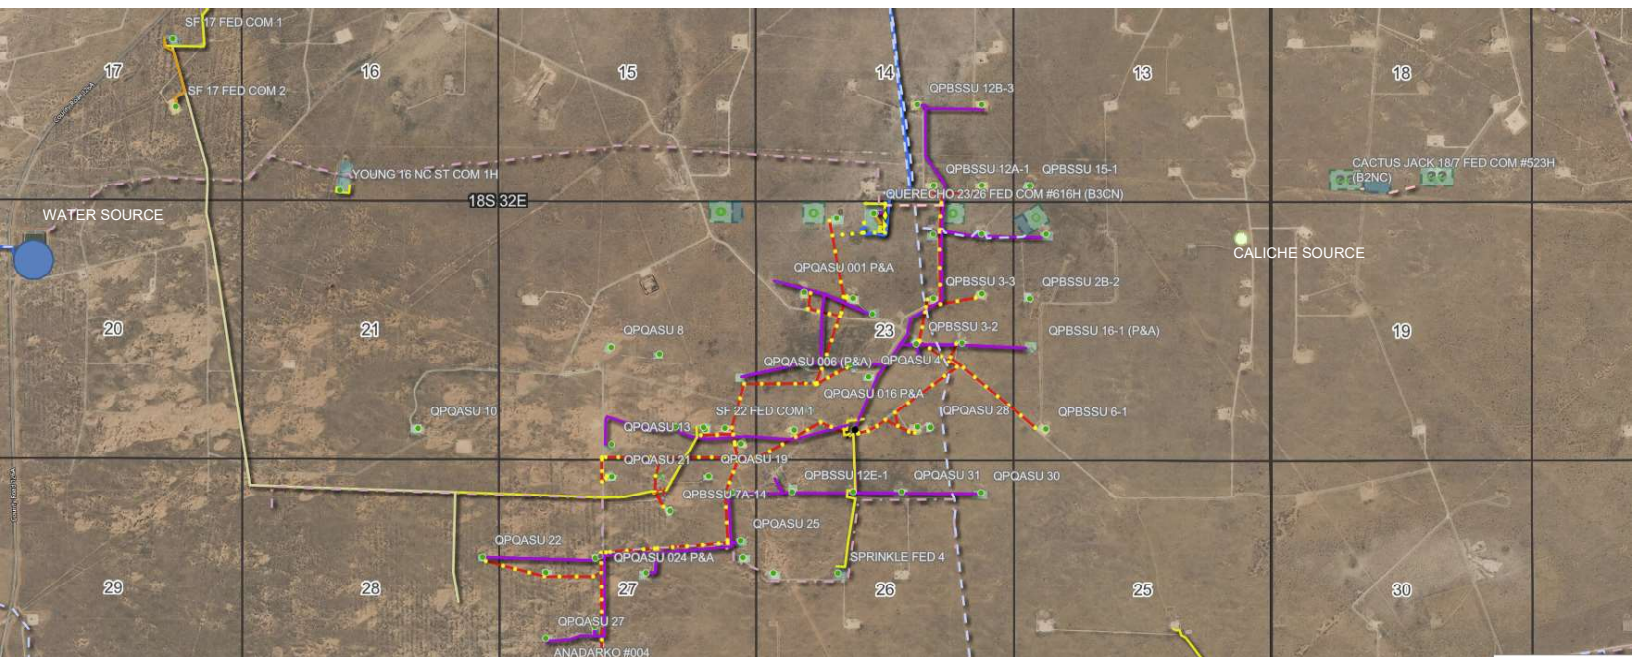 SF 17 FED COM 1
17
16
15
14
13
18
SF 17 FED COM 2
QPBSSU 12B-3
YOUNG 16 NC ST COM 1H
QPBSSU 12A-1
QPBSSU 15-1
CACTUS JACK 18/7 FED COM #523H
(B2NC)
18S 32E
QUERECHO 23/26 FED COM #616H (B3CN)
WATER SOURCE
CALICHE SOURCE
QPQASU 001 P&A
QPBSSU 3-3
QPBSSU 2B-2
20
21
QPQASU 8
23
QPBSSU 3-2
QPBSSU 16-1 (P&A)
19
QPQASU 006 (P&A)
QPQASU 4
QPQASU 016 P&A
QPQASU 10
QPQASU 13
SF 22 FED COM 1
QPQASU 28
QPBSSU 6-1
QPQASU 21
QPQASU 19
QPBSSU 12E-1
QPQASU 31
QPQASU 30
QPBSSU 7A-14
QPQASU 25
QPQASU 22
QPQASU 024 P&A
SPRINKLE FED 4
29
28
27
26
25
30
QPQASU 27
ANADARKO #004